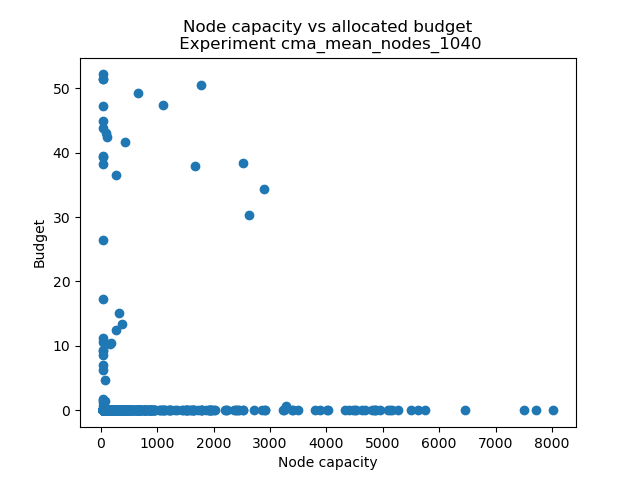 Node capacity vs allocated budget
Experiment cma_mean_nodes_1040
50
40
30
20
10
0
Budget
0 1000 2000 3000 4000 5000 6000 7000 8000
Node capacity